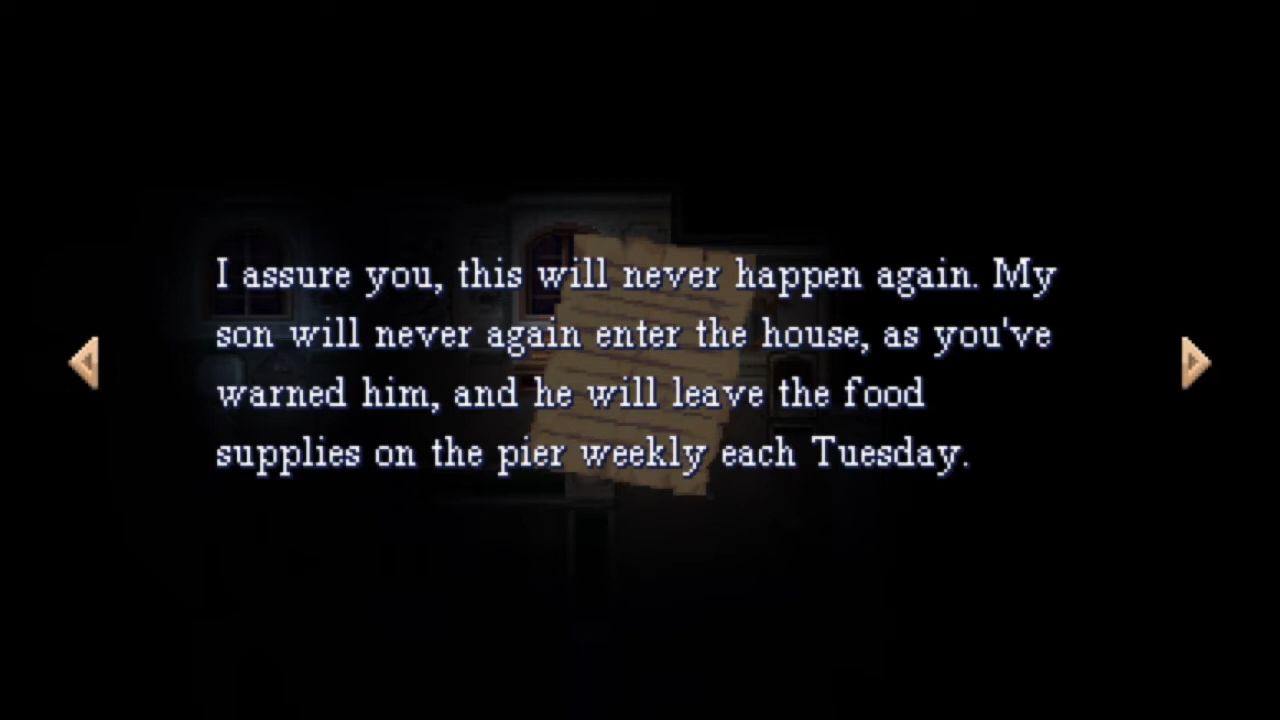 I assure you, this will never happen again. My
son will never again enter the house, as you've
warned him, and he will leave the food
supplies on the pier weekly each Tuesday.